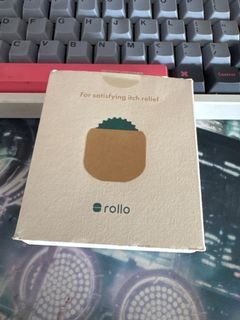 For satisfying itch relief
rollo